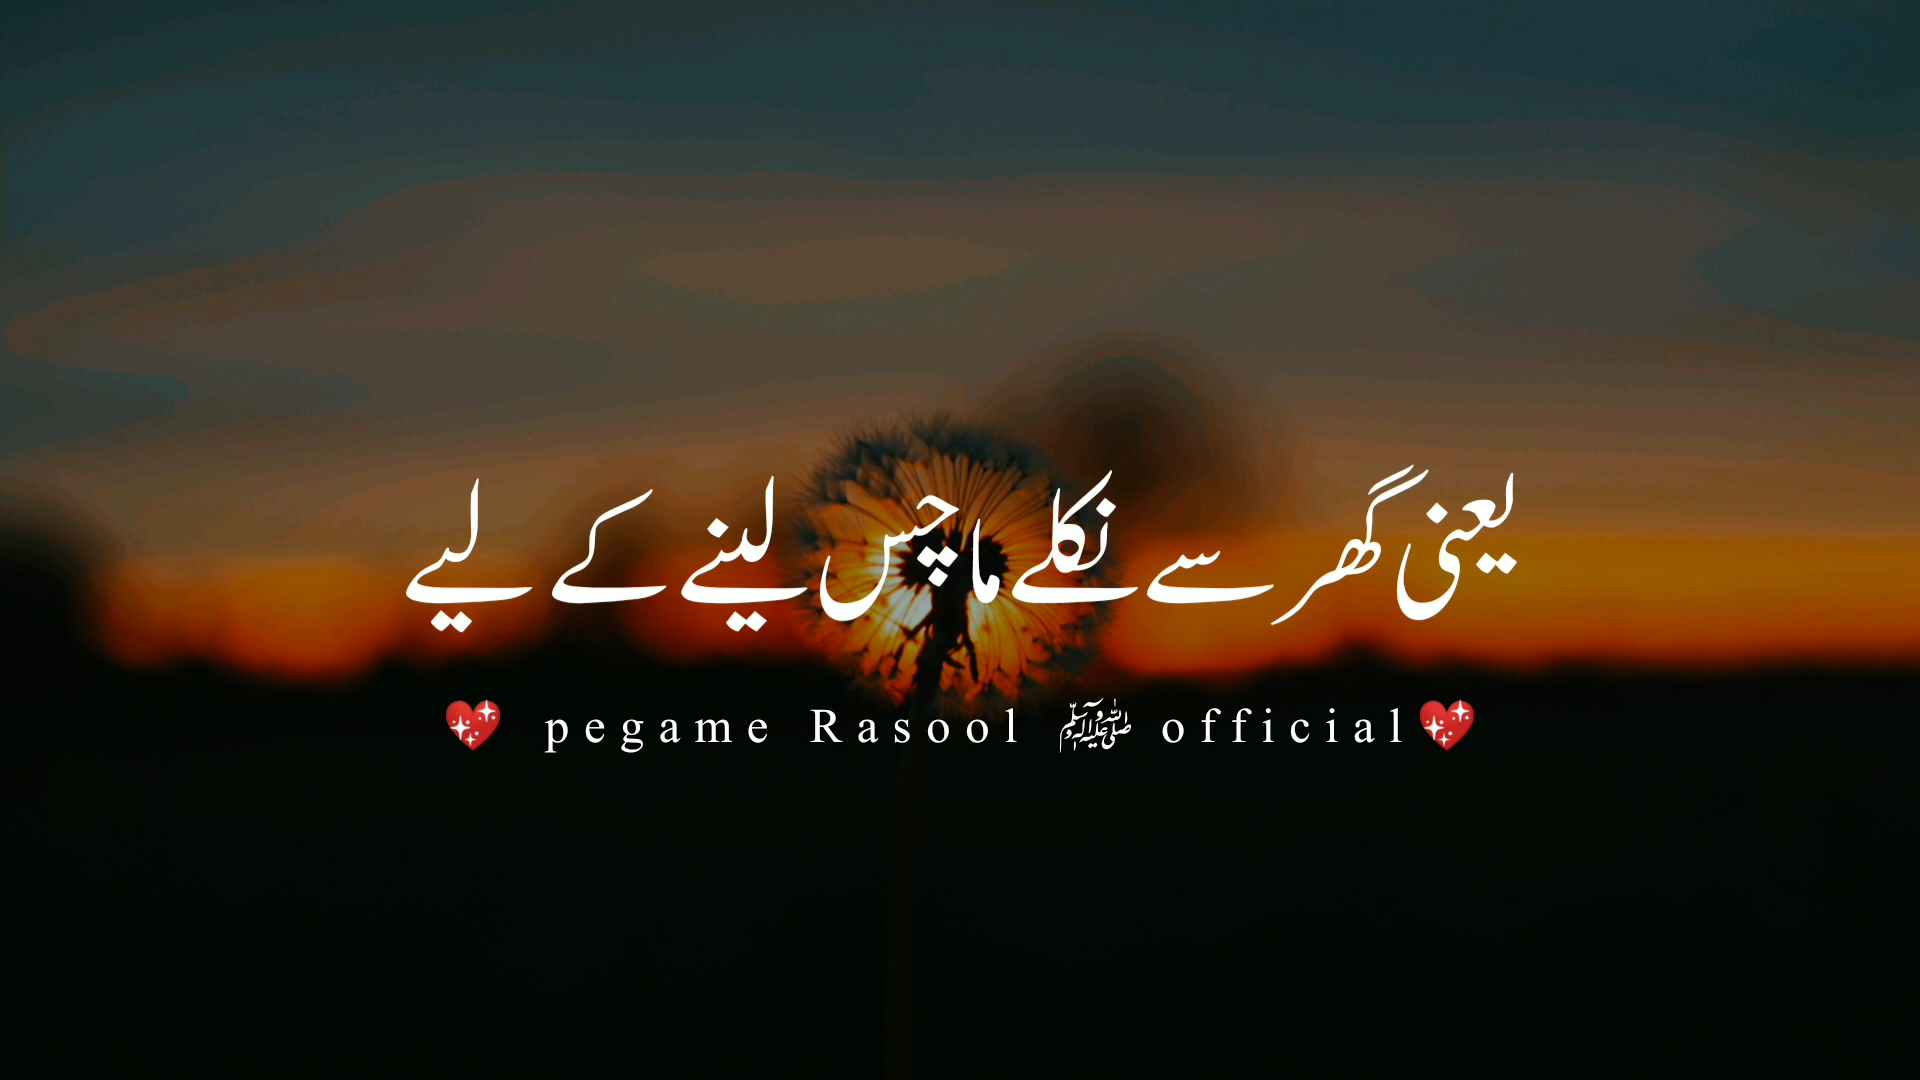 یعنی گھر سے نکلے ماچس لینے کے لیے
💖 pegame Rasool ﷺ official💖